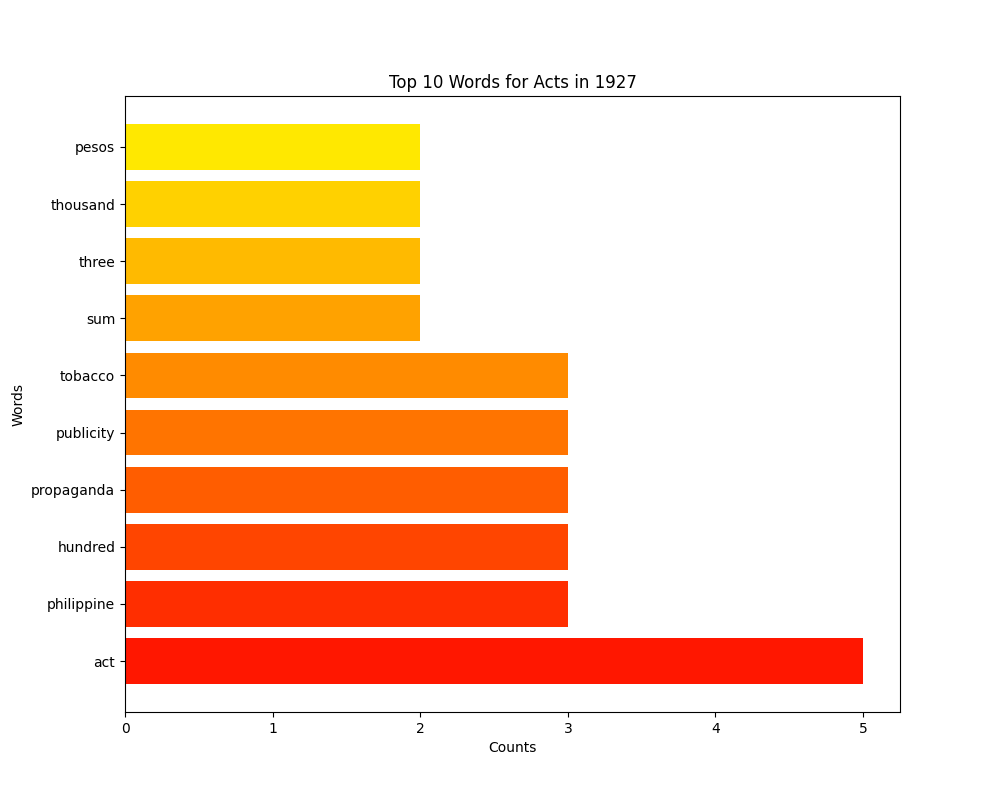 Top 10 Words for Acts in 1927
pesos
thousand
three
sum
tobacco
publicity
propaganda
hundred
philippine
act
Words
0 1 2 3 4 5
Counts